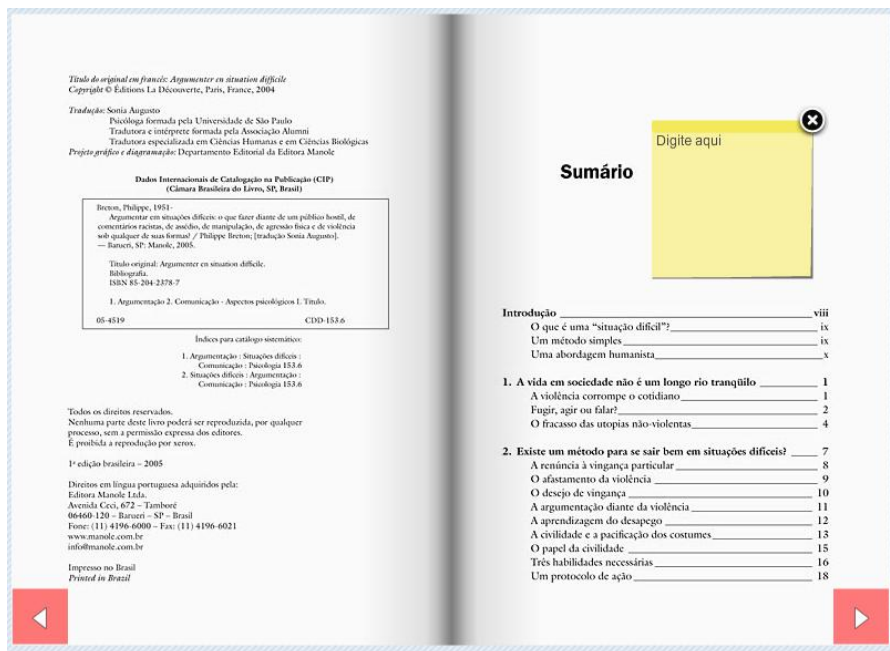 Título do original em francês: Argumenter en situation difficile
Copyright © Éditions La Découverte, Paris, France, 2004
Tradução: Sonia Augusto
Psicóloga formada pela Universidade de São Paulo
Tradutora e intérprete formada pela Associação Alumni
Tradutora especializada em Ciências Humanas e em Ciências Biológicas
Projeto gráfico e diagramação: Departamento Editorial da Editora Manole
Dados Internacionais de Catalogação na Publicação (CIP)
(Câmara Brasileira do Livro, SP, Brasil)
Breton, Philippe, 1951-
Argumentar em situações difíceis: o que fazer diante de um público hostil, de
comentários racistas, de assédio, de manipulação, de agressão física e de violência
sob qualquer de suas formas? / Philippe Breton; [tradução Sonia Augusto].
— Barueri, SP: Manole, 2005.
Título original: Argumenter en situation difficile.
Bibliografia.
ISBN 85-204-2378-7
1. Argumentação 2. Comunicação - Aspectos psicológicos I. Título.
05-4519 CDD-153.6
Índices para catálogo sistemático:
1. Argumentação : Situações difíceis :
Comunicação : Psicologia 153.6
2. Situações difíceis : Argumentação :
Comunicação : Psicologia 153.6
Todos os direitos reservados.
Nenhuma parte deste livro poderá ser reproduzida, por qualquer
processo, sem a permissão expressa dos editores.
É proibida a reprodução por xerox.
1ª edição brasileira – 2005
Direitos em língua portuguesa adquiridos pela:
Editora Manole Ltda.
Avenida Ceci, 672 – Tamboré
06460-120 – Barueri – SP – Brasil
Fone: (11) 4196-6000 – Fax: (11) 4196-6021
www.manole.com.br
info@manole.com.br
Impresso no Brasil
Printed in Brazil
Digite aqui
Sumário
Introdução viii
O que é uma “situação difícil”? ix
Um método simples ix
Uma abordagem humanista x
1. A vida em sociedade não é um longo rio tranqüilo 1
A violência corrompe o cotidiano 1
Fugir, agir ou falar? 2
O fracasso das utopias não-violentas 4
2. Existe um método para se sair bem em situações difíceis? 7
A renúncia à vingança particular 8
O afastamento da violência 9
O desejo de vingança 10
A argumentação diante da violência 11
A aprendizagem do desapego 12
A civilidade e a pacificação dos costumes 13
O papel da civilidade 15
Três habilidades necessárias 16
Um protocolo de ação 18